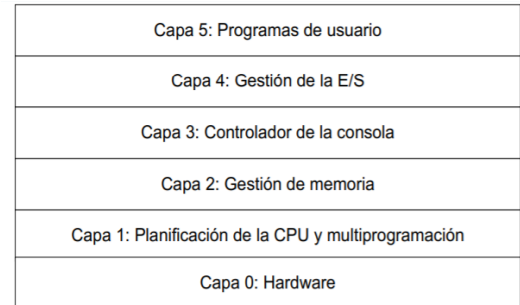 Capa 5: Programas de usuario
Capa 4: Gestión de la E/S
Capa 3: Controlador de la consola
Capa 2: Gestión de memoria
Capa 1: Planificación de la CPU y multiprogramación
Capa 0: Hardware